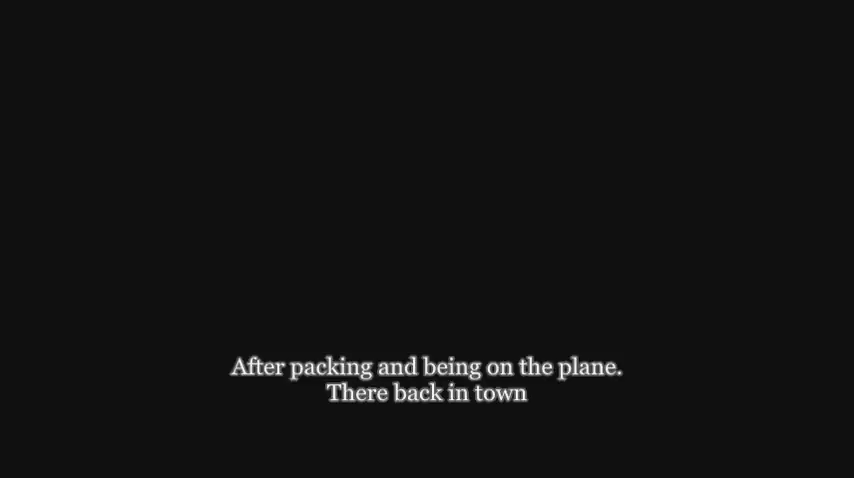 After packing and being on the plane.
There back in town